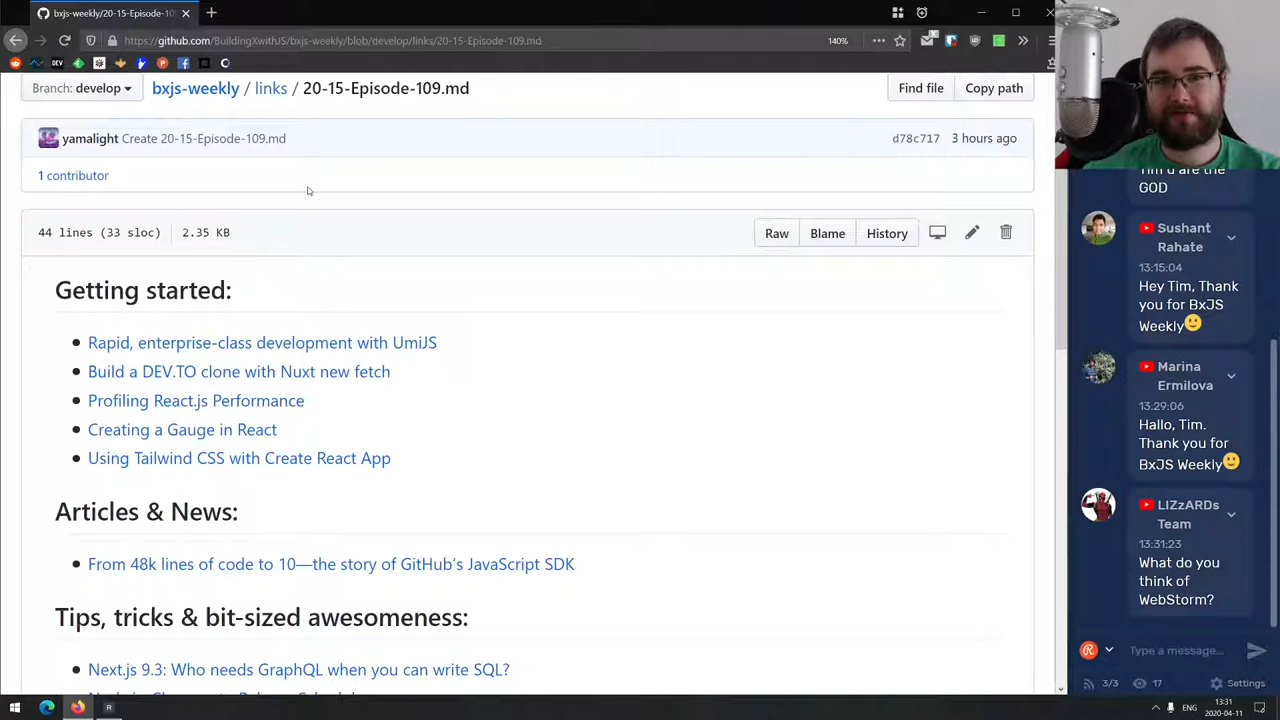 bxjs-weekly/20-15-Episode-10
https://github.com/BuildingXwithJS/bxjs-weekly/blob/develop/links/20-15-Episode-109.md
140%
DEV
Branch: develop
bxjs-weekly / links / 20-15-Episode-109.md
Find file
Copy path
yamalight Create 20-15-Episode-109.md
d78c717
3 hours ago
1 contributor
44 lines (33 sloc)
2.35 KB
Raw
Blame
History
Getting started:
Rapid, enterprise-class development with UmiJS
Build a DEV.TO clone with Nuxt new fetch
Profiling React.js Performance
Creating a Gauge in React
Using Tailwind CSS with Create React App
Articles & News:
From 48k lines of code to 10—the story of GitHub's JavaScript SDK
Tips, tricks & bit-sized awesomeness:
Next.js 9.3: Who needs GraphQL when you can write SQL?
GOD
Sushant
Rahate
13:15:04
Hey Tim, Thank
you for BxJS
Weekly🙂
Marina
Ermilova
13:29:06
Hallo, Tim.
Thank you for
BxJS Weekly🙂
LIZzARDs
Team
13:31:23
What do you
think of
WebStorm?
Type a message...
3/3
17
Settings
ENG
13:31
2020-04-11